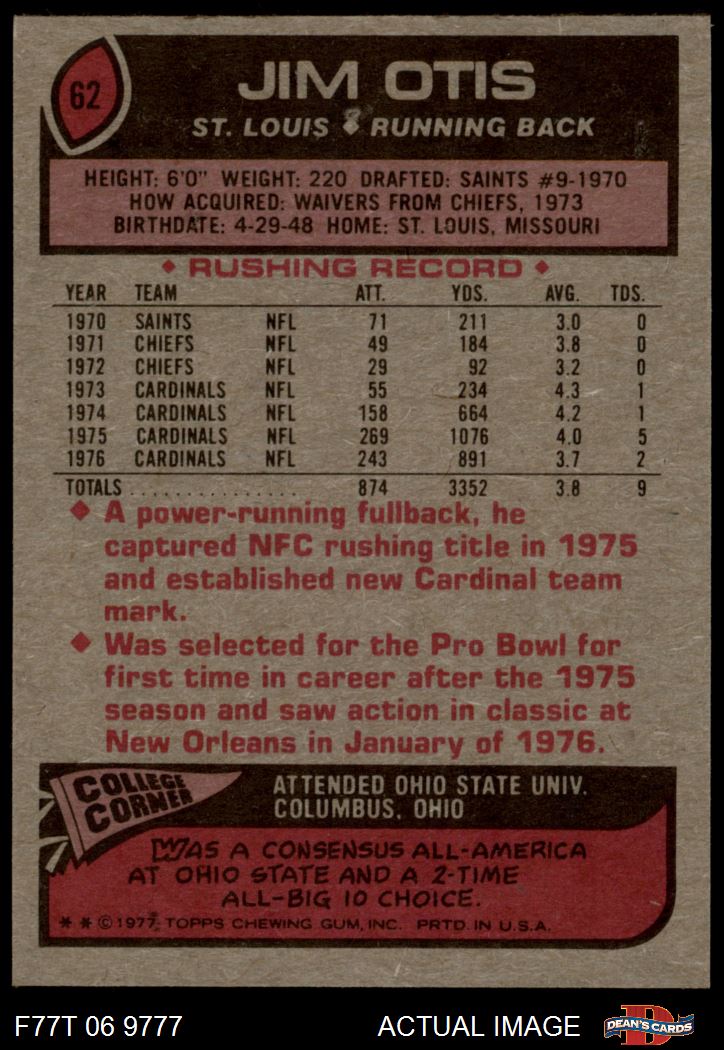 62
JIM OTIS
ST. LOUIS ♦ RUNNING BACK
HEIGHT: 6'0" WEIGHT: 220 DRAFTED: SAINTS #9-1970
HOW ACQUIRED: WAIVERS FROM CHIEFS, 1973
BIRTHDATE: 4-29-48 HOME: ST. LOUIS, MISSOURI
♦ RUSHING RECORD ♦
YEAR TEAM ATT. YDS. AVG. TDS.
1970 SAINTS NFL 71 211 3.0 0
1971 CHIEFS NFL 49 184 3.8 0
1972 CHIEFS NFL 29 92 3.2 0
1973 CARDINALS NFL 55 234 4.3 1
1974 CARDINALS NFL 158 664 4.2 1
1975 CARDINALS NFL 269 1076 4.0 5
1976 CARDINALS NFL 243 891 3.7 2
TOTALS . . . . . . . . . . . . . . . 874 3352 3.8 9
♦ A power-running fullback, he
captured NFC rushing title in 1975
and established new Cardinal team
mark.
♦ Was selected for the Pro Bowl for
first time in career after the 1975
season and saw action in classic at
New Orleans in January of 1976.
COLLEGE
CORNER
ATTENDED OHIO STATE UNIV.
COLUMBUS, OHIO
WAS A CONSENSUS ALL-AMERICA
AT OHIO STATE AND A 2-TIME
ALL-BIG 10 CHOICE.
* * © 1977 TOPPS CHEWING GUM, INC. PRTD. IN U.S.A.
F77T 06 9777 ACTUAL IMAGE
D
DEAN'S CARDS